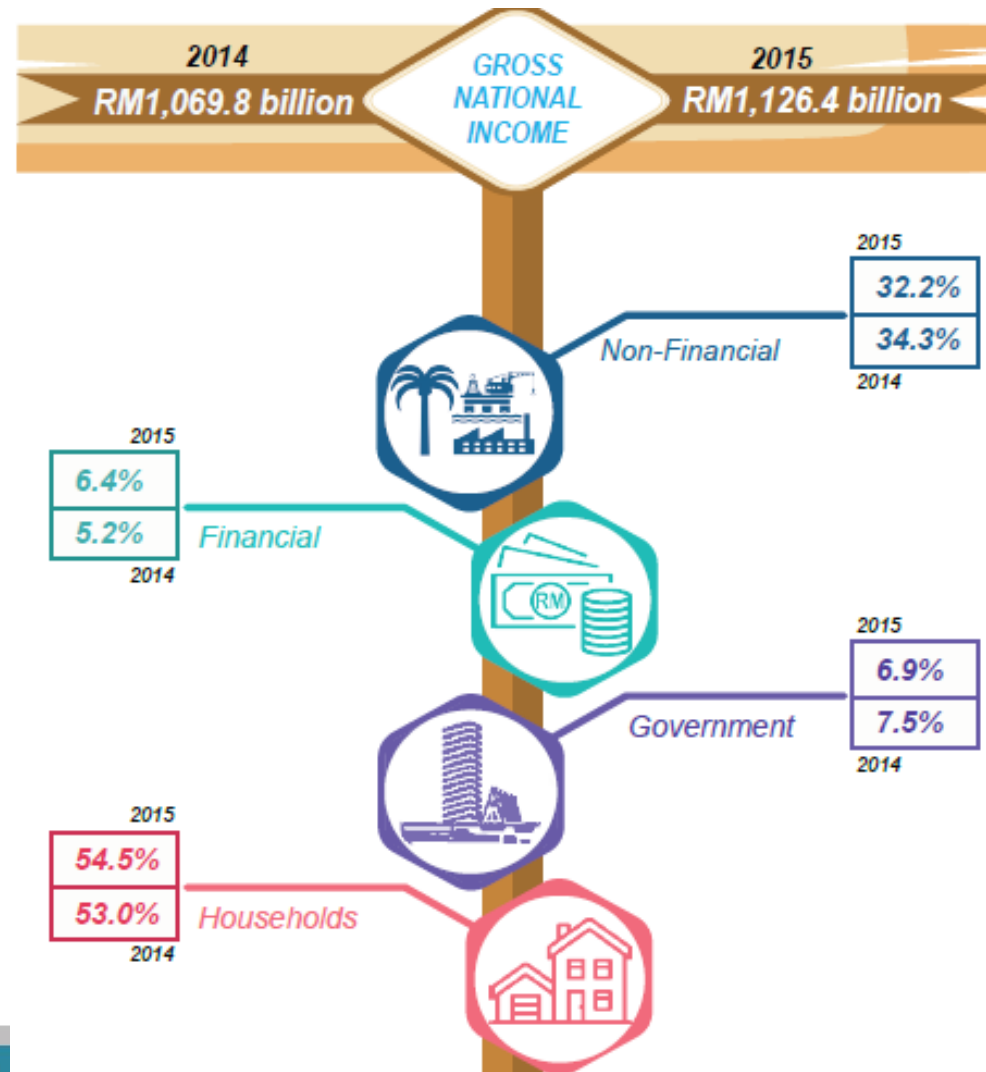 2014
RM1,069.8 billion
GROSS
NATIONAL
INCOME
2015
RM1,126.4 billion
2015
32.2%
34.3%
2014
Non-Financial
2015
6.4%
5.2%
2014
Financial
RM
2015
6.9%
7.5%
2014
Government
2015
54.5%
53.0%
2014
Households